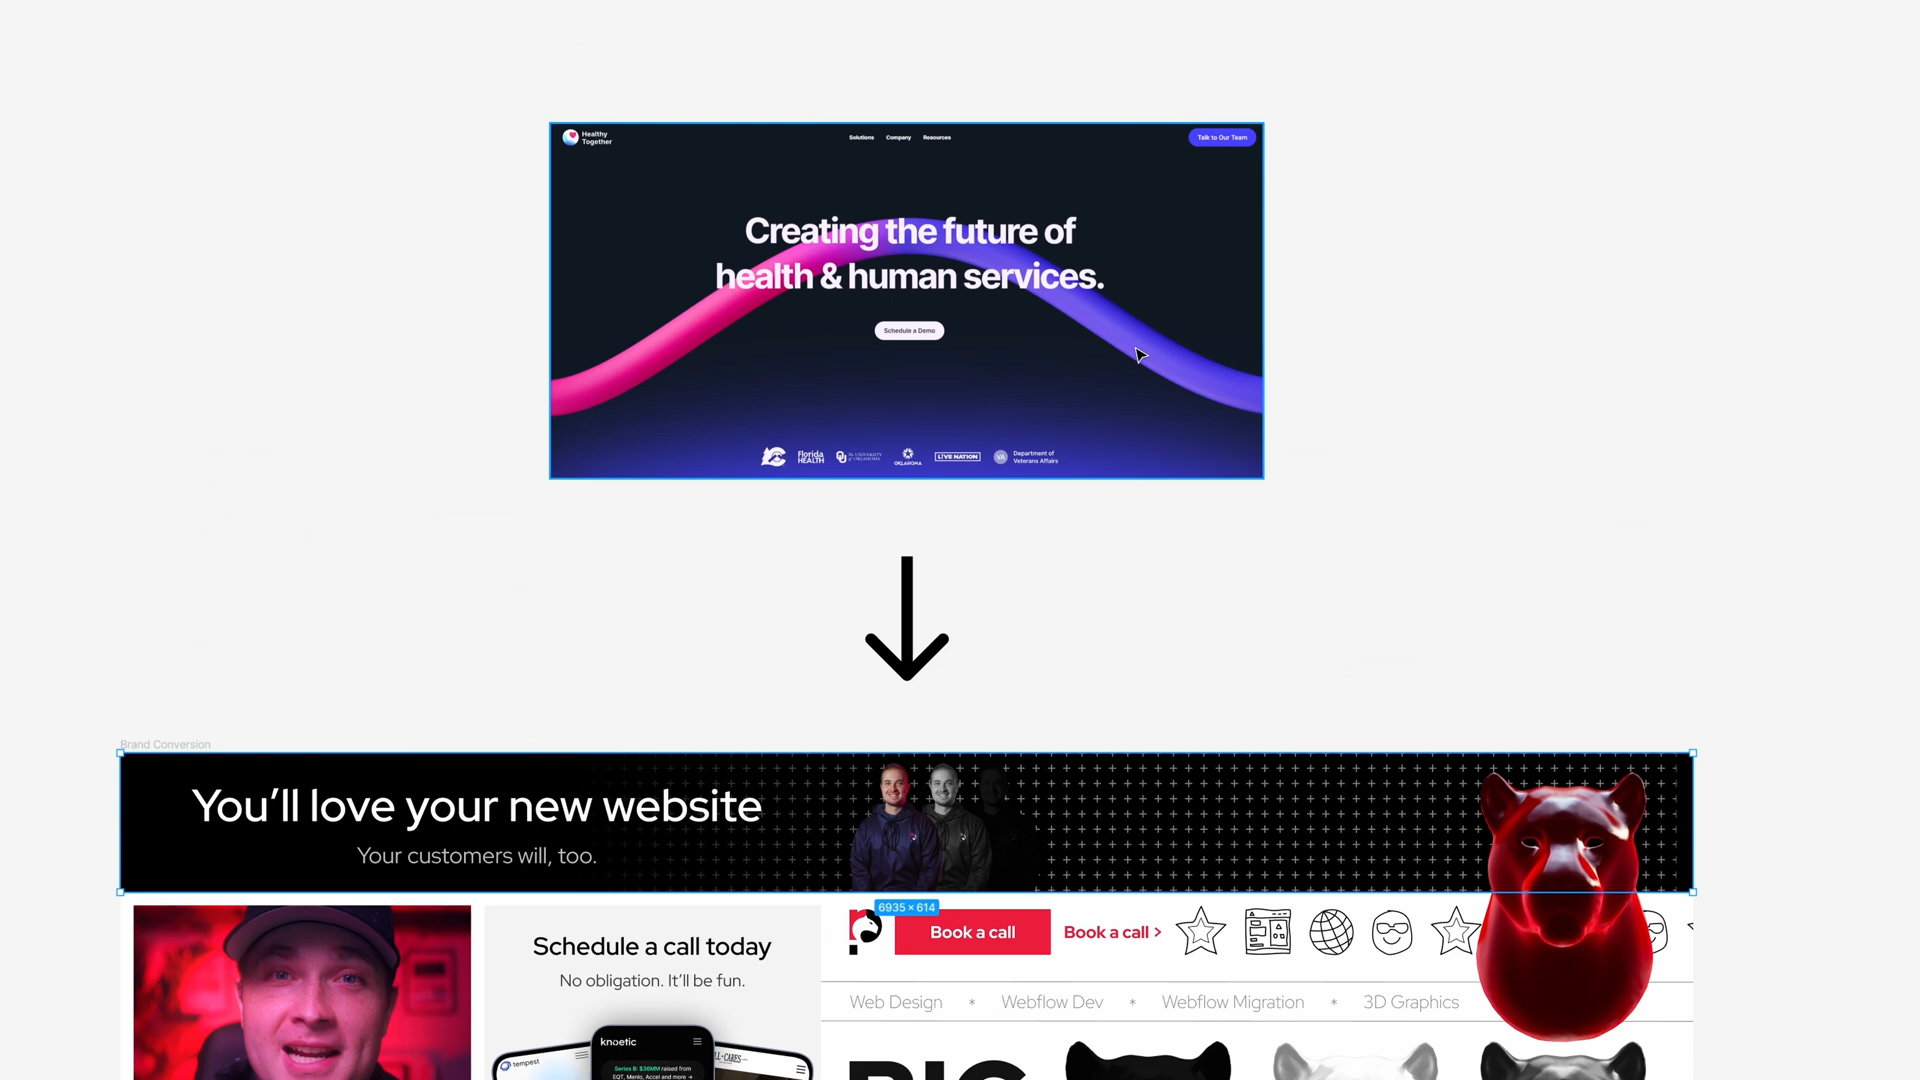 Healthy
Together
Solutions
Company
Resources
Talk to Our Team
Creating the future of
health & human services.
Schedule a Demo
Florida
HEALTH
The UNIVERSITY
of OKLAHOMA
OKLAHOMA
LIVE NATION
VA
Department of
Veterans Affairs
Brand Conversion
You’ll love your new website
Your customers will, too.
6935 × 614
Schedule a call today
No obligation. It’ll be fun.
Book a call
Book a call >
Web Design * Webflow Dev * Webflow Migration * 3D Graphics
tempest
knoetic
Series B: $36MM raised from
EQT, Menlo, Accel and more →
BIG